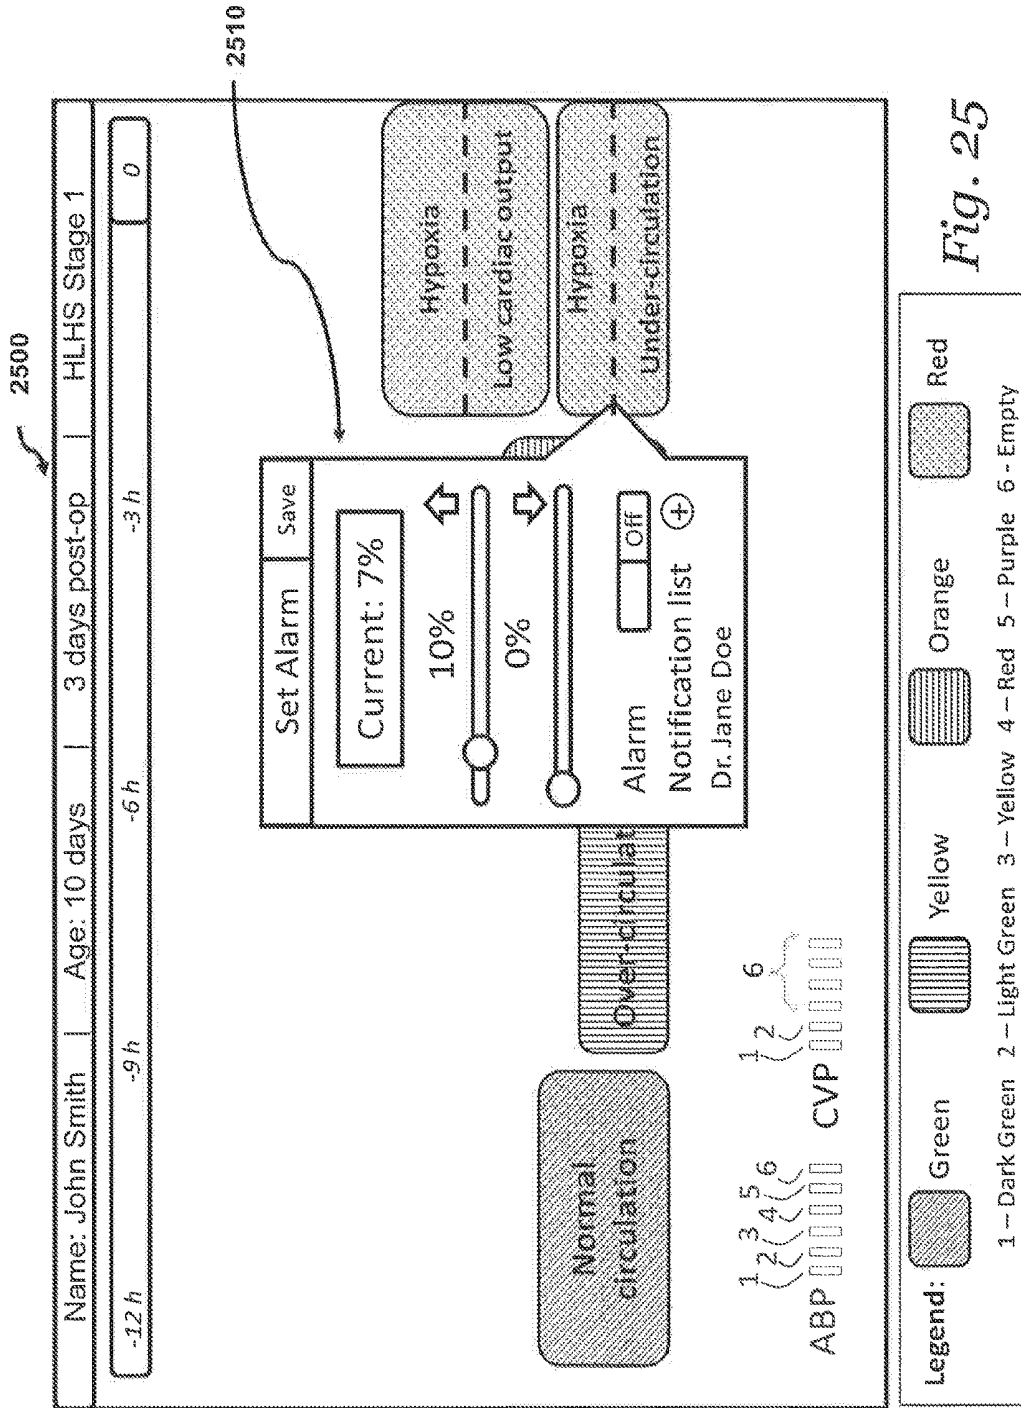 2500
Name: John Smith | Age: 10 days | 3 days post-op | HLHS Stage 1
-12 h -9 h -6 h -3 h 0
2510
Set Alarm Save
Current: 7%
10%
0%
Alarm Off
Notification list +
Dr. Jane Doe
Normal
circulation
Over-circulat
Hypoxia
Low cardiac output
Hypoxia
Under-circulation
1 2 3 4 5 6
ABP
1 2 6
CVP
Legend: Green Yellow Orange Red
1 – Dark Green 2 – Light Green 3 – Yellow 4 – Red 5 – Purple 6 - Empty
Fig. 25